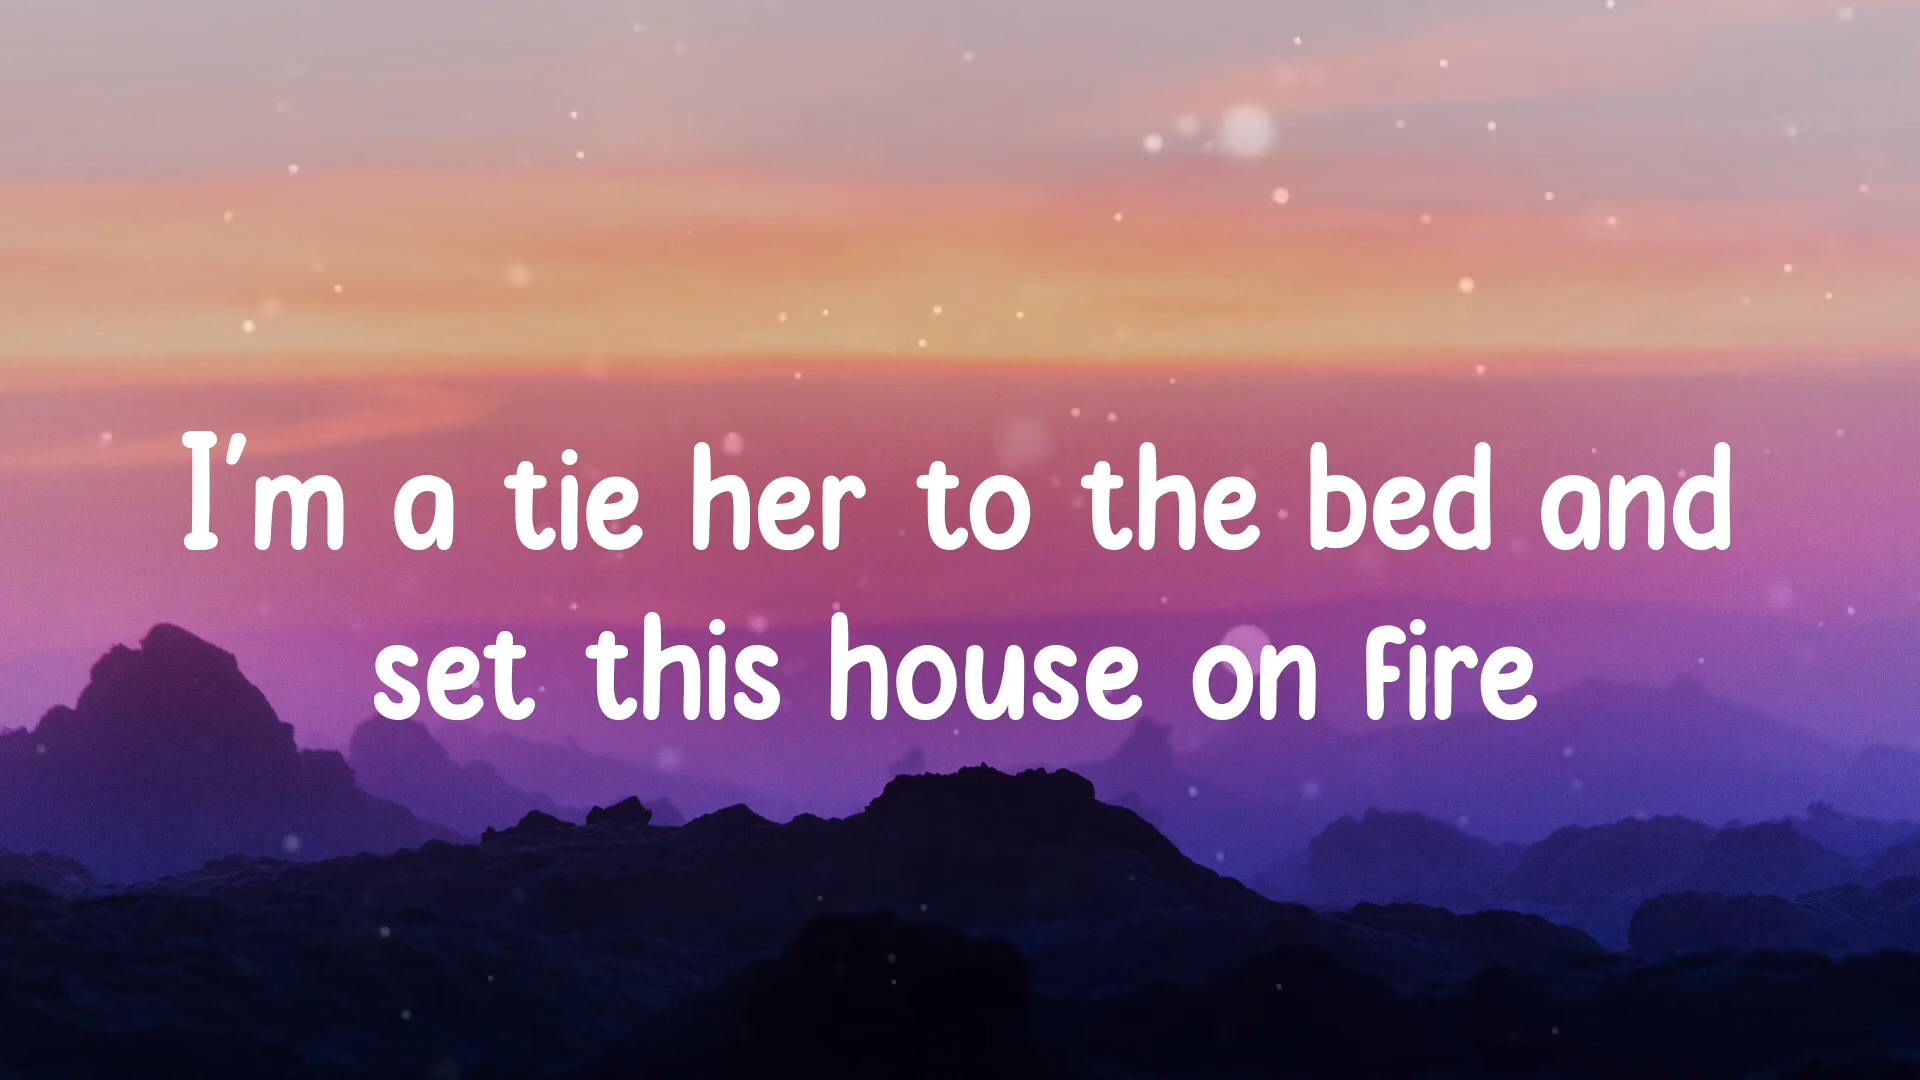 I'm a tie her to the bed and
set this house on fire